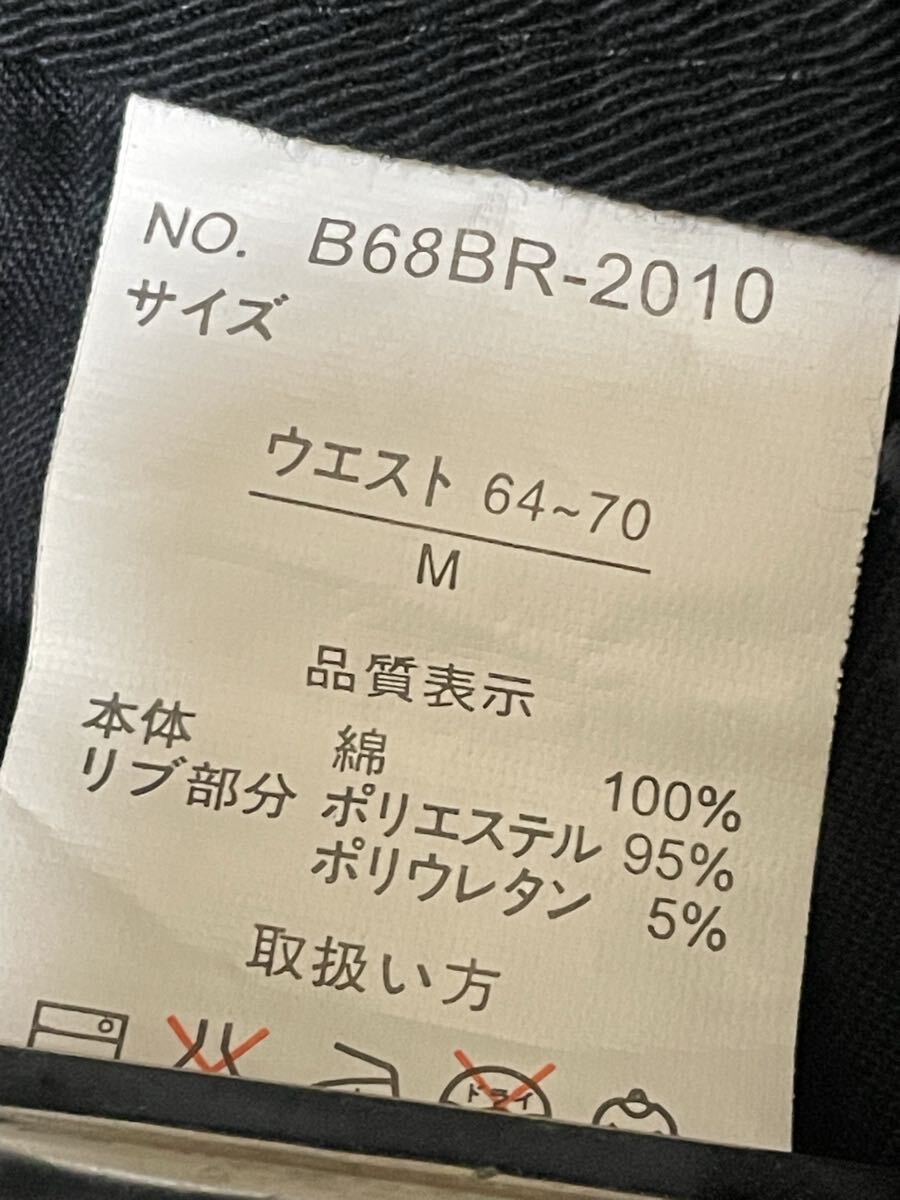 NO. B68BR-2010
サイズ
ウエスト 64~70
M
品質表示
本体 綿 100%
リブ部分 ポリエステル 95%
ポリウレタン 5%
取扱い方
ドライ